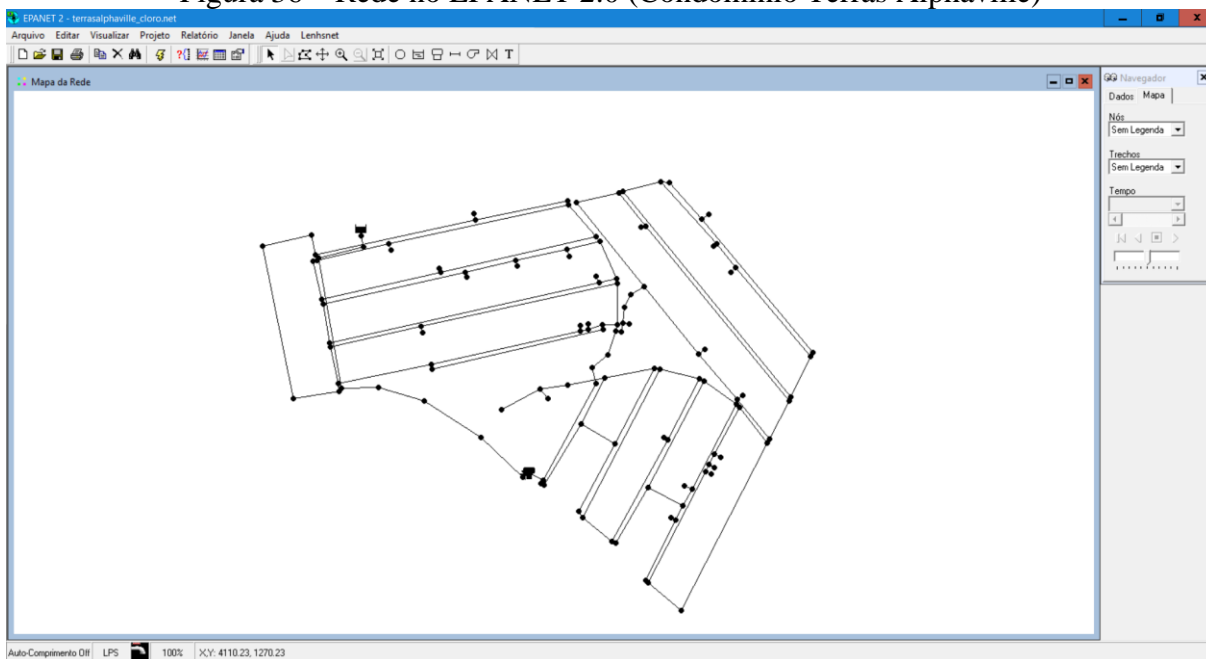 Figura 38 – Rede no EPANET 2.0 (Condomínio Terras Alphaville)
EPANET 2 - terrasalphaville_cloro.net
Arquivo Editar Visualizar Projeto Relatório Janela Ajuda Lenhsnet
T
Mapa da Rede
Navegador
Dados Mapa
Nós
Sem Legenda
Trechos
Sem Legenda
Tempo
Auto-Comprimento Off LPS 100% X,Y: 4110.23, 1270.23